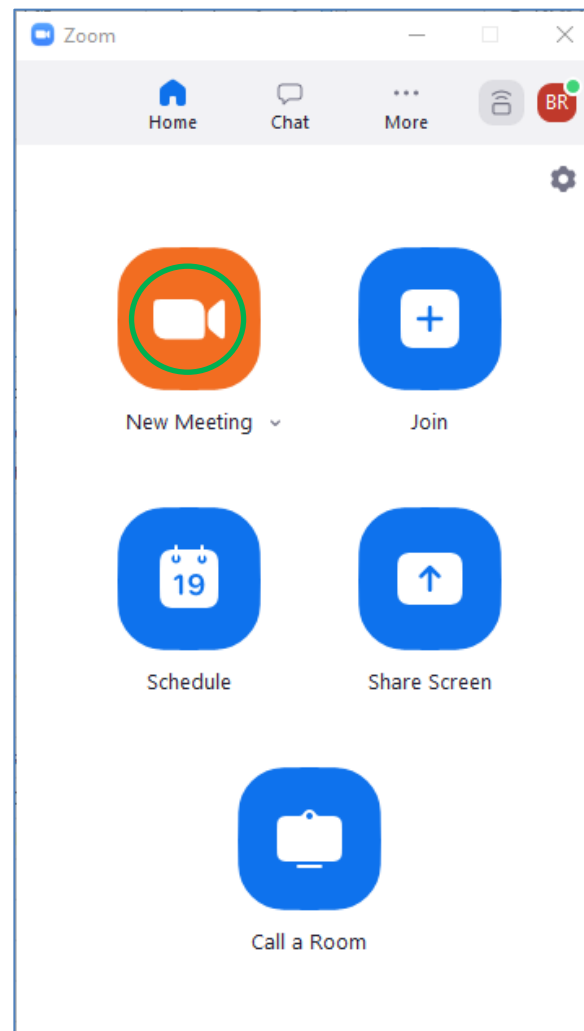 Zoom
Home Chat More BR
New Meeting Join
19
Schedule Share Screen
Call a Room